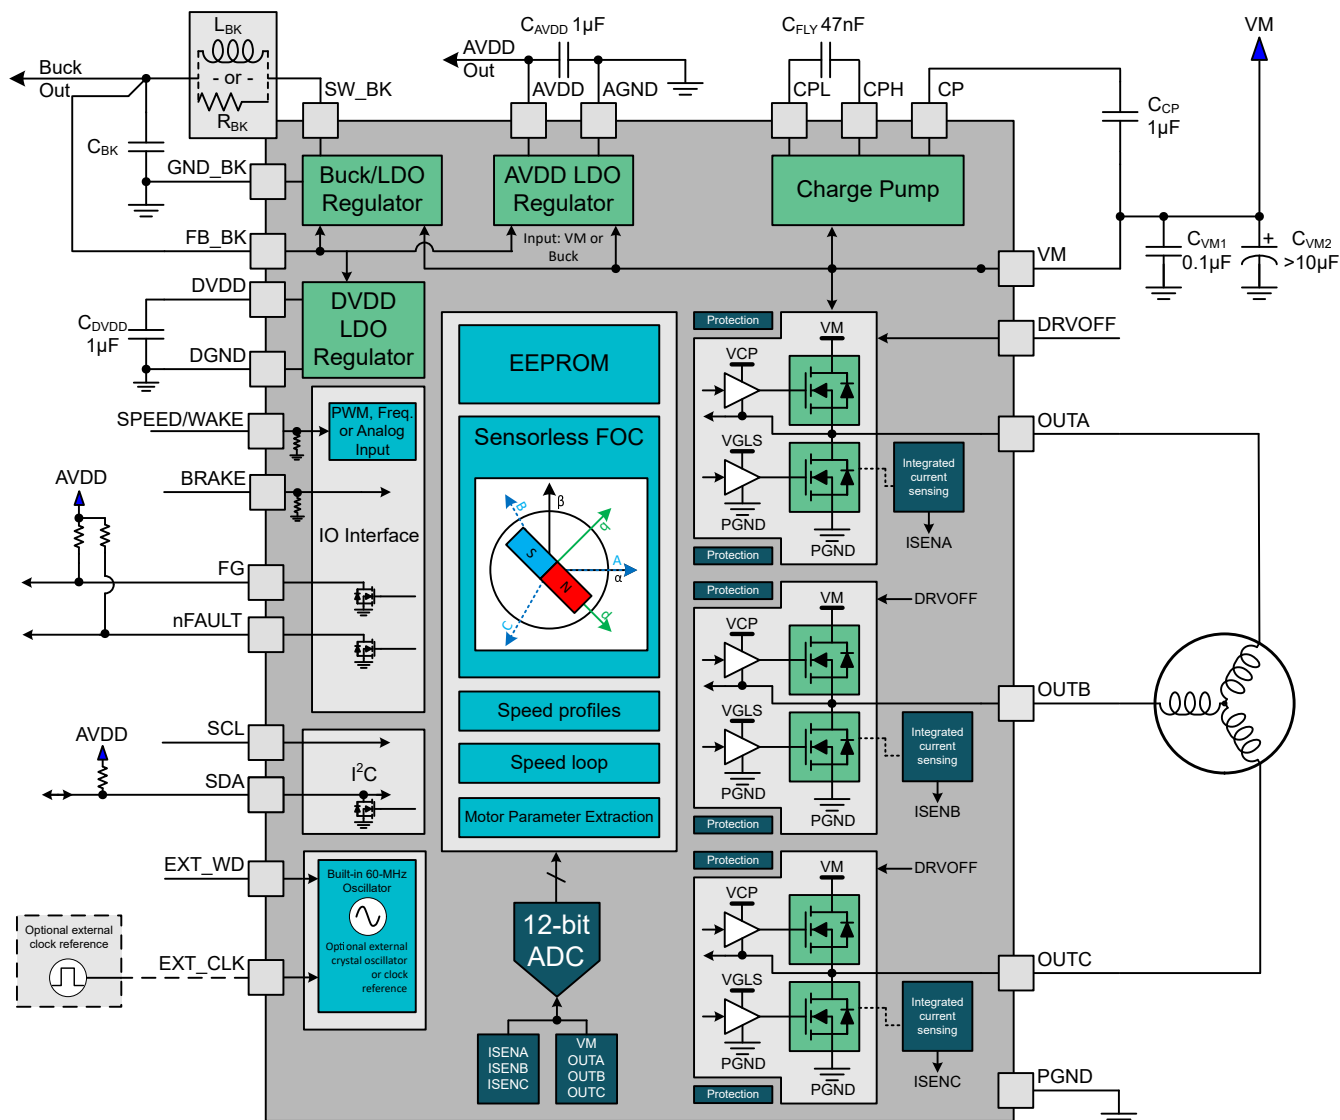 LBK
- or -
RBK
Buck
Out
CBK
SW_BK
GND_BK
FB_BK
Buck/LDO
Regulator
CAVDD 1µF
AVDD
Out
AVDD
AGND
AVDD LDO
Regulator
Input: VM or
Buck
CFLY 47nF
CPL
CPH
CP
Charge Pump
VM
CCP
1µF
CVM1
0.1µF
+
CVM2
>10µF
VM
DVDD
CDVDD
1µF
DGND
DVDD
LDO
Regulator
SPEED/WAKE
PWM, Freq.
or Analog
Input
BRAKE
AVDD
IO Interface
FG
nFAULT
SCL
AVDD
SDA
I2C
EXT_WD
Built-in 60-MHz
Oscillator
Optional external
crystal oscillator
or clock
reference
Optional external
clock reference
EXT_CLK
EEPROM
Sensorless FOC
β
B
q
A
α
S
N
C
d
Speed profiles
Speed loop
Motor Parameter Extraction
12-bit
ADC
ISENA
ISENB
ISENC
VM
OUTA
OUTB
OUTC
Protection
VM
DRVOFF
VCP
OUTA
VGLS
Integrated
current
sensing
PGND
PGND
ISENA
Protection
Protection
VM
DRVOFF
VCP
OUTB
VGLS
Integrated
current
sensing
PGND
PGND
ISENB
Protection
Protection
VM
DRVOFF
VCP
OUTC
VGLS
Integrated
current
sensing
PGND
PGND
ISENC
Protection
PGND